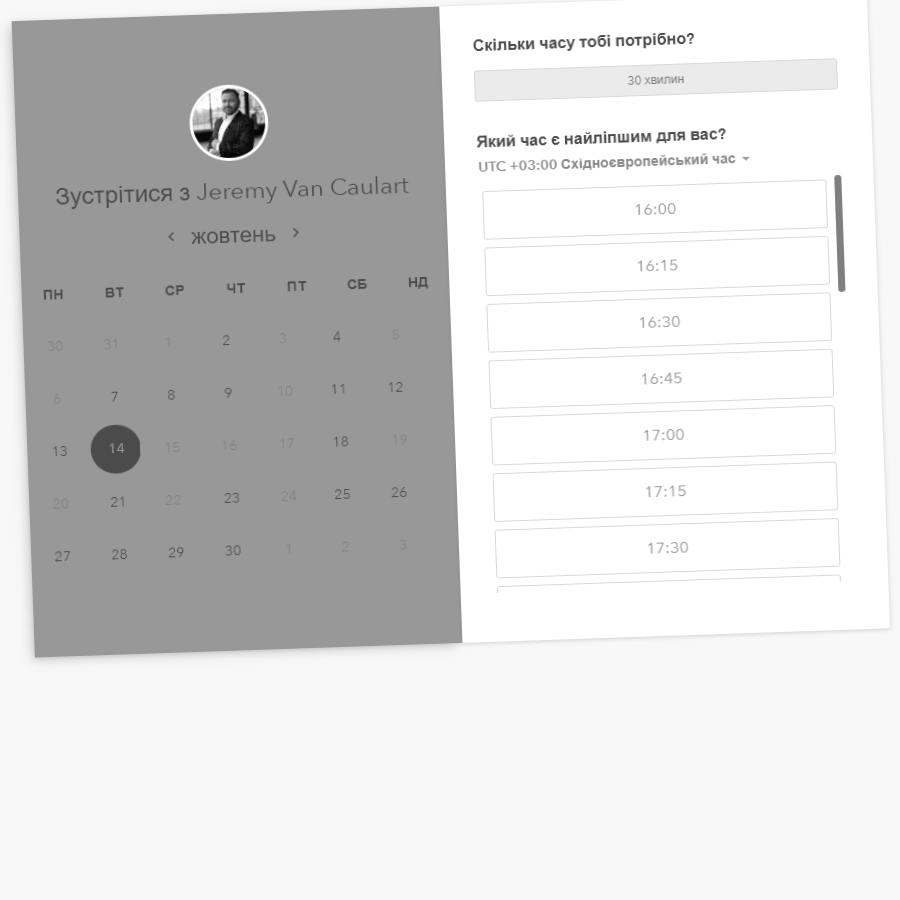 Зустрітися з Jeremy Van Caulart
жовтень
ПН ВТ СР ЧТ ПТ СБ НД
30 31 1 2 3 4 5
6 7 8 9 10 11 12
13 14 15 16 17 18 19
20 21 22 23 24 25 26
27 28 29 30 1 2 3
Скільки часу тобі потрібно?
30 хвилин
Який час є найліпшим для вас?
UTC +03:00 Східноєвропейський час
16:00
16:15
16:30
16:45
17:00
17:15
17:30